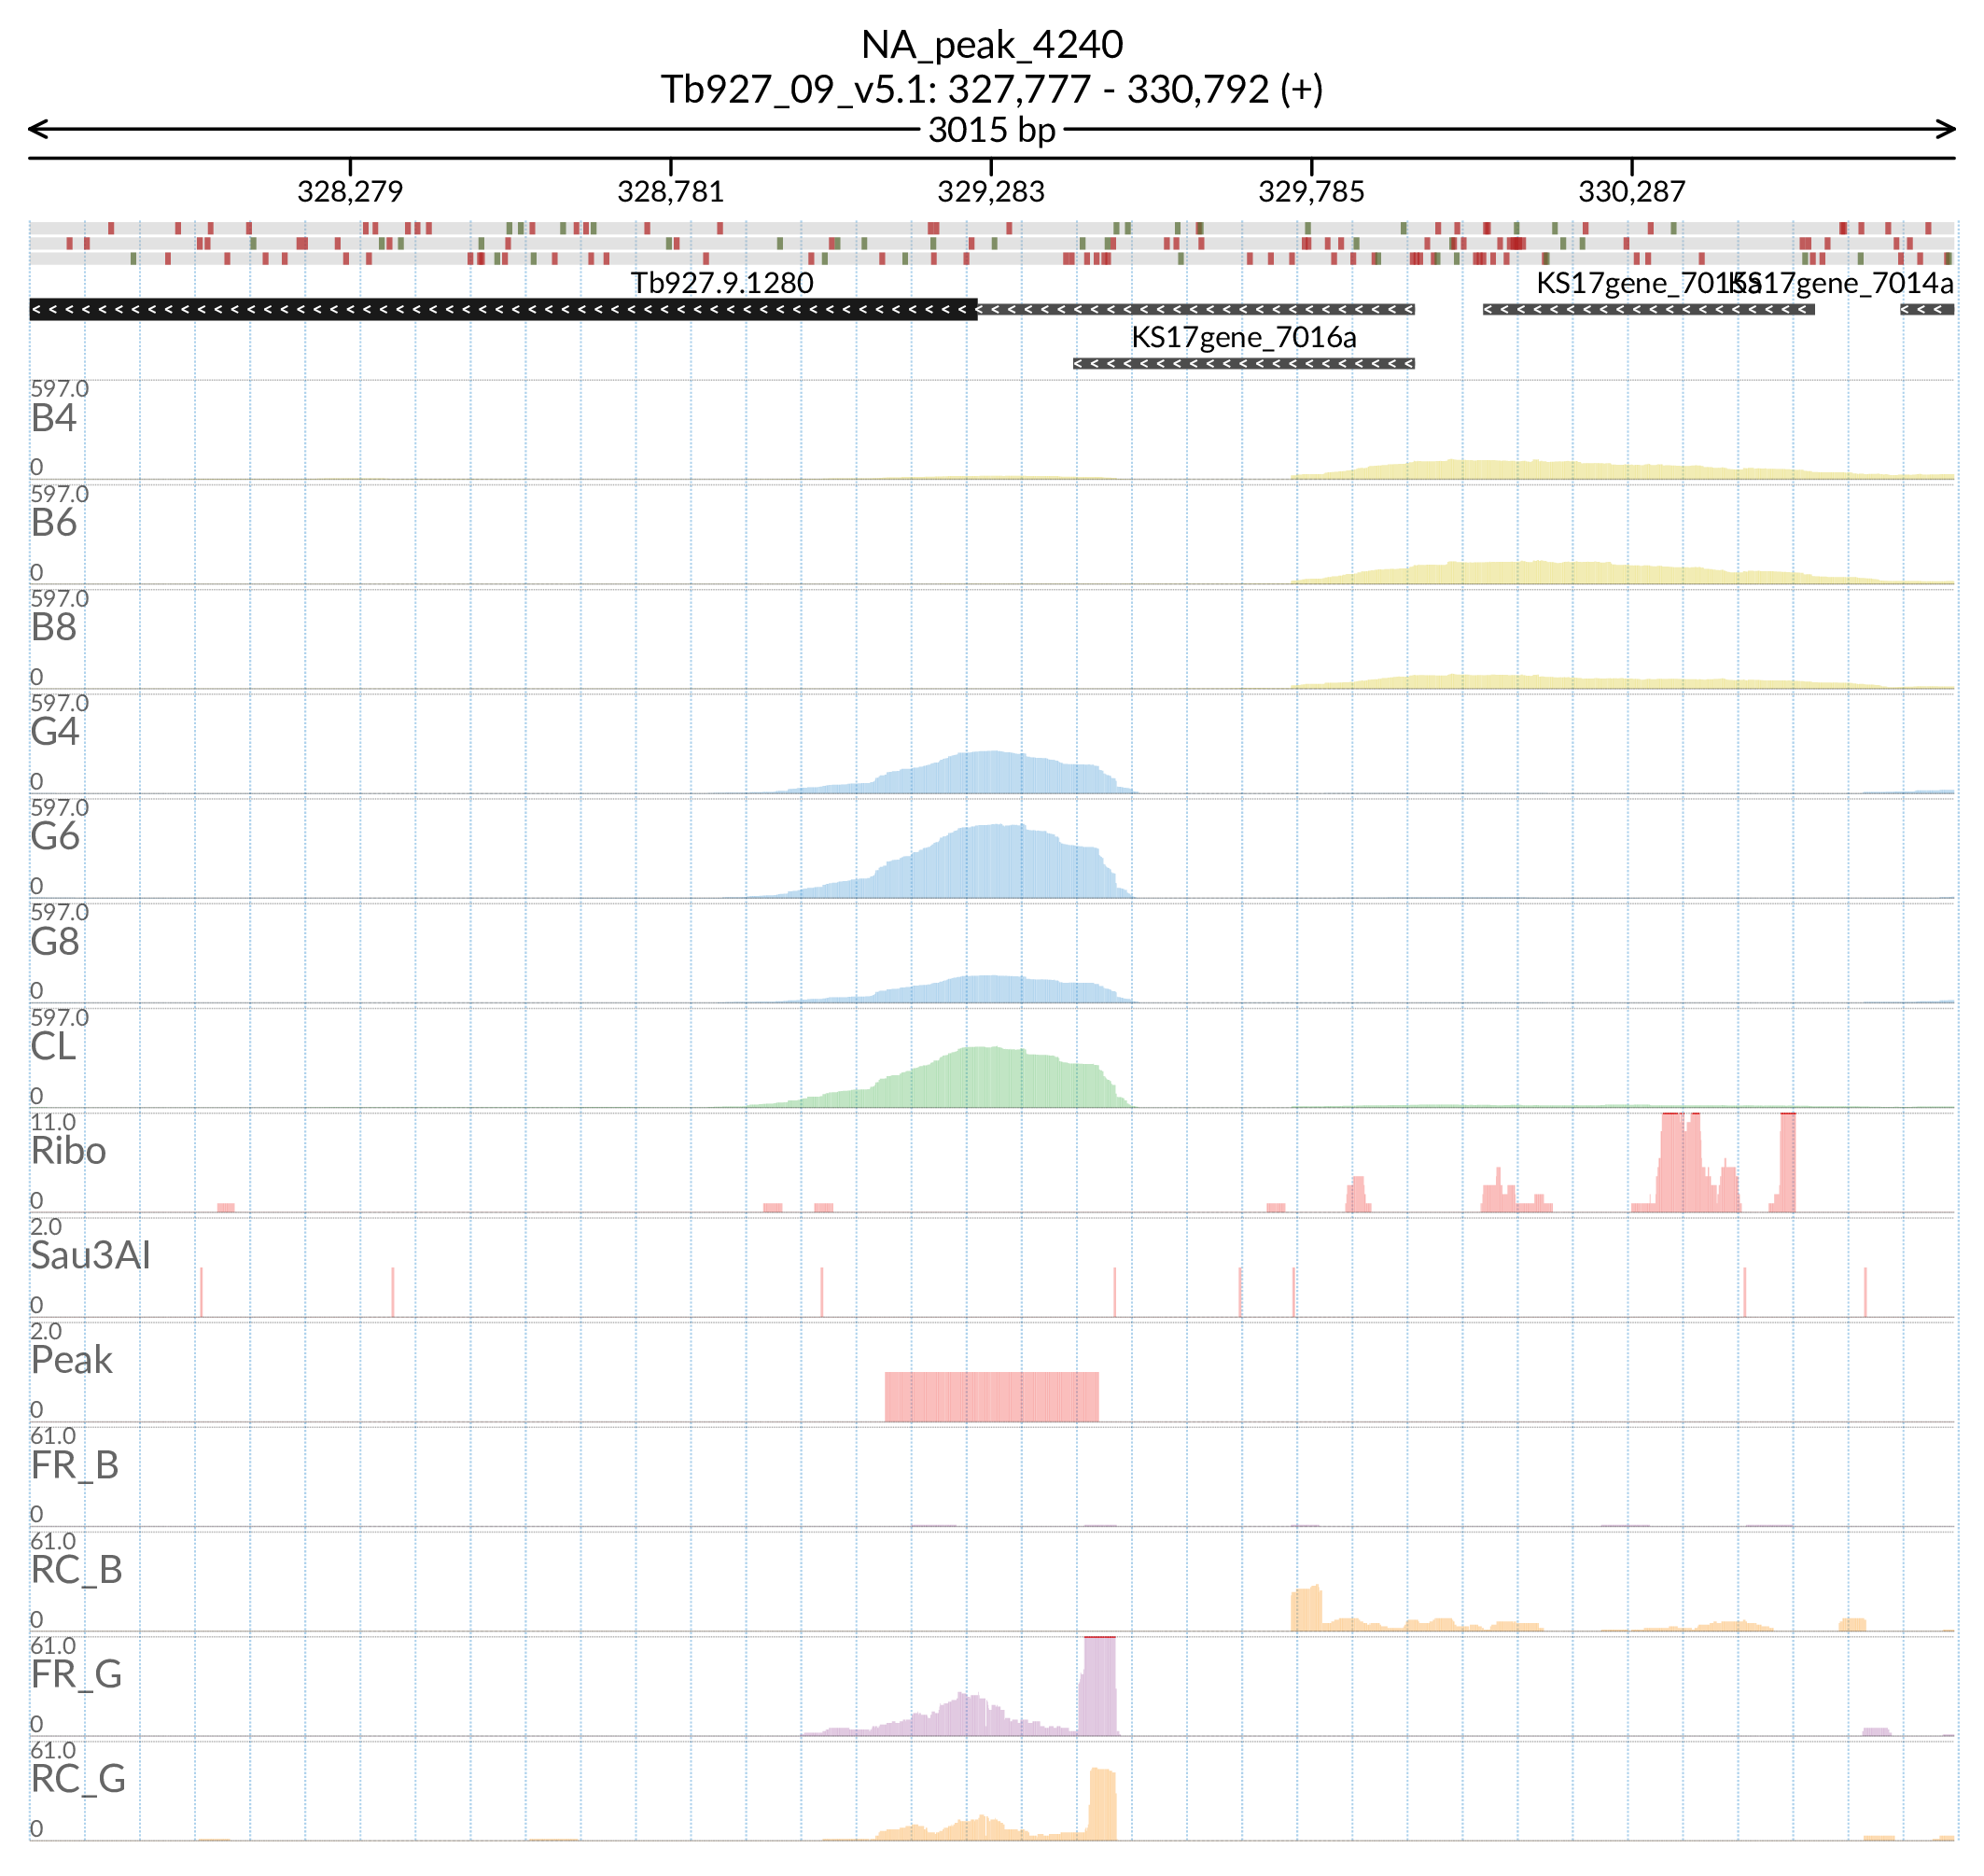 NA_peak_4240
Tb927_09_v5.1: 327,777 - 330,792 (+)
3015 bp
328,279 328,781 329,283 329,785 330,287
Tb927.9.1280 KS17gene_7015a KS17gene_7014a
KS17gene_7016a
597.0
B4
0
597.0
B6
0
597.0
B8
0
597.0
G4
0
597.0
G6
0
597.0
G8
0
597.0
CL
0
11.0
Ribo
0
2.0
Sau3AI
0
2.0
Peak
0
61.0
FR_B
0
61.0
RC_B
0
61.0
FR_G
0
61.0
RC_G
0